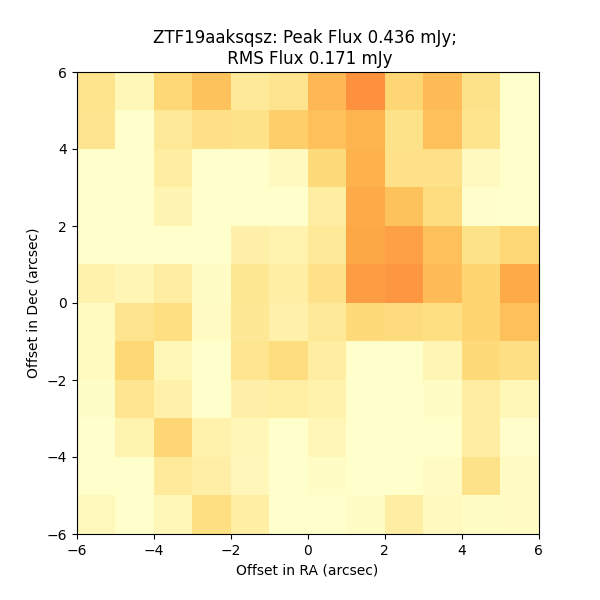 ZTF19aaksqsz: Peak Flux 0.436 mJy;
RMS Flux 0.171 mJy
6
4
2
0
−2
−4
−6
Offset in Dec (arcsec)
−6 −4 −2 0 2 4 6
Offset in RA (arcsec)